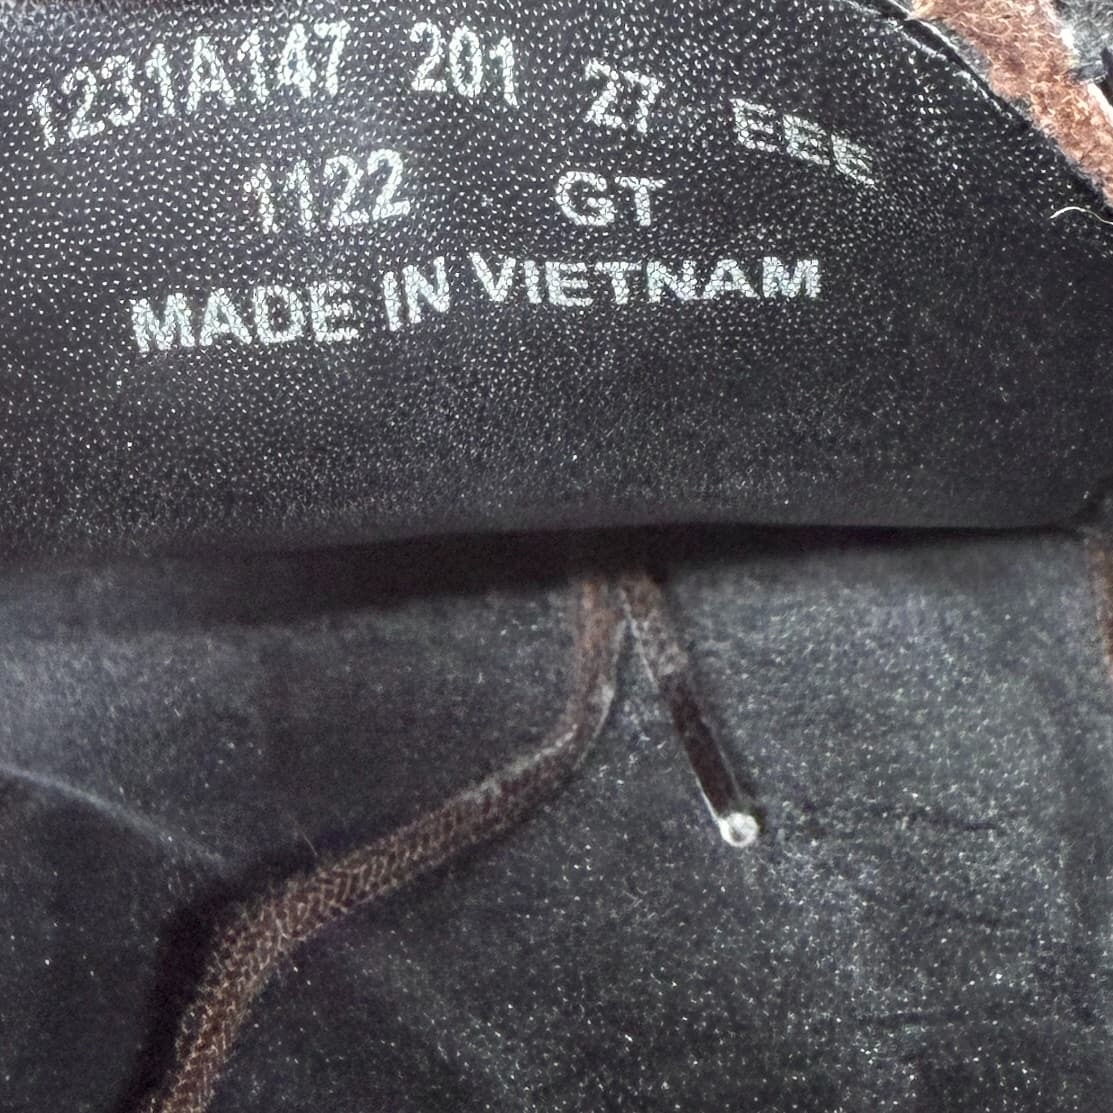 1231A147 201 27 EEE
1122 GT
MADE IN VIETNAM